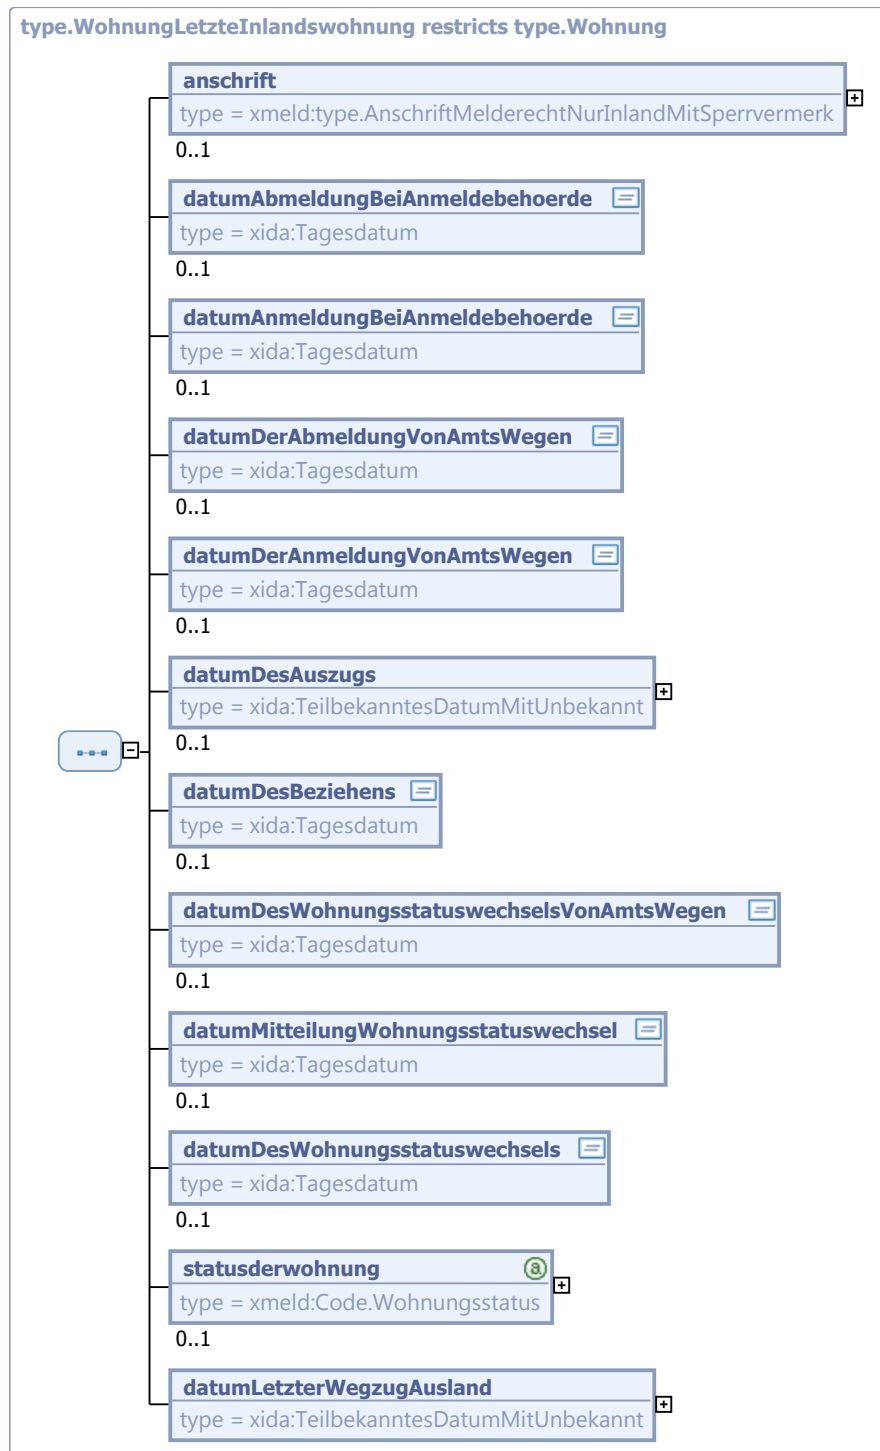 type.WohnungLetzteInlandswohnung restricts type.Wohnung
anschrift
type = xmeld:type.AnschriftMelderechtNurInlandMitSperrvermerk
0..1
datumAbmeldungBeiAnmeldebehoerde
type = xida:Tagesdatum
0..1
datumAnmeldungBeiAnmeldebehoerde
type = xida:Tagesdatum
0..1
datumDerAbmeldungVonAmtsWegen
type = xida:Tagesdatum
0..1
datumDerAnmeldungVonAmtsWegen
type = xida:Tagesdatum
0..1
datumDesAuszugs
type = xida:TeilbekanntesDatumMitUnbekannt
0..1
datumDesBeziehens
type = xida:Tagesdatum
0..1
datumDesWohnungsstatuswechselsVonAmtsWegen
type = xida:Tagesdatum
0..1
datumMitteilungWohnungsstatuswechsel
type = xida:Tagesdatum
0..1
datumDesWohnungsstatuswechsels
type = xida:Tagesdatum
0..1
statusderwohnung a
type = xmeld:Code.Wohnungsstatus
0..1
datumLetzterWegzugAusland
type = xida:TeilbekanntesDatumMitUnbekannt